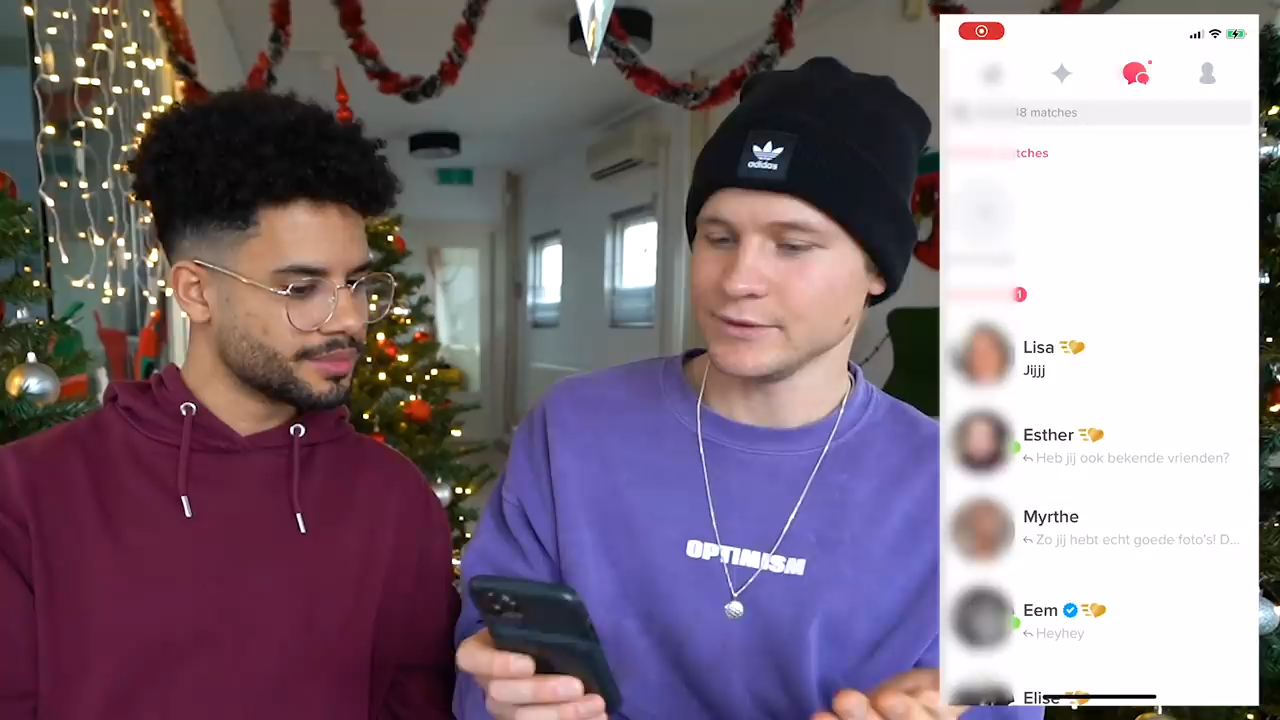 8 matches
tches
1
Lisa
Jijjj
Esther
Heb jij ook bekende vrienden?
Myrthe
Zo jij hebt echt goede foto's! D...
Eem
Heyhey
Elise
adidas
OPTIMISM